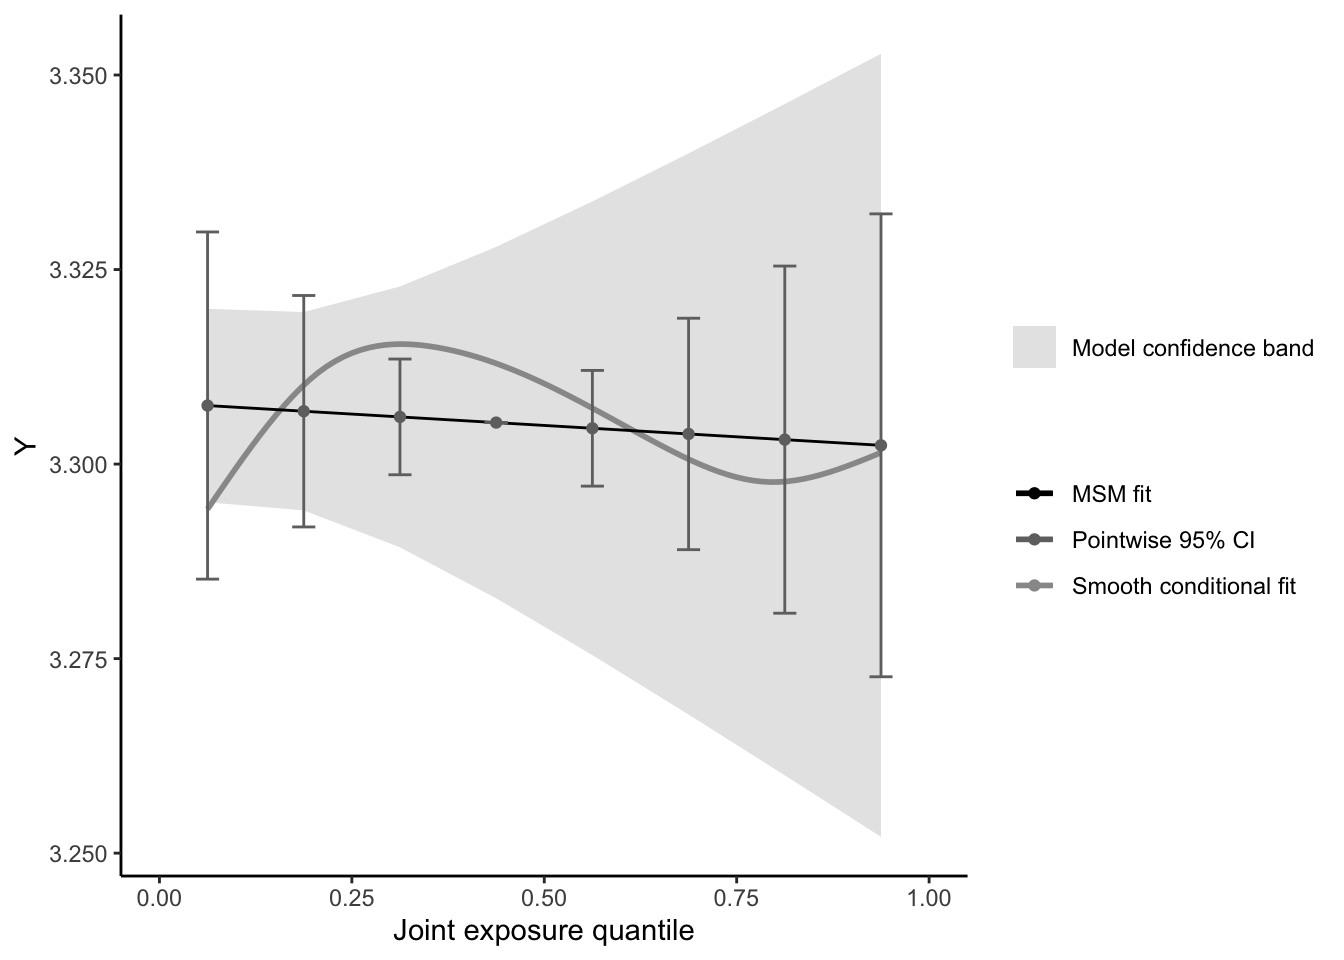 3.350
3.325
3.300
3.275
3.250
Y
0.00
0.25
0.50
0.75
1.00
Joint exposure quantile
Model confidence band
MSM fit
Pointwise 95% CI
Smooth conditional fit